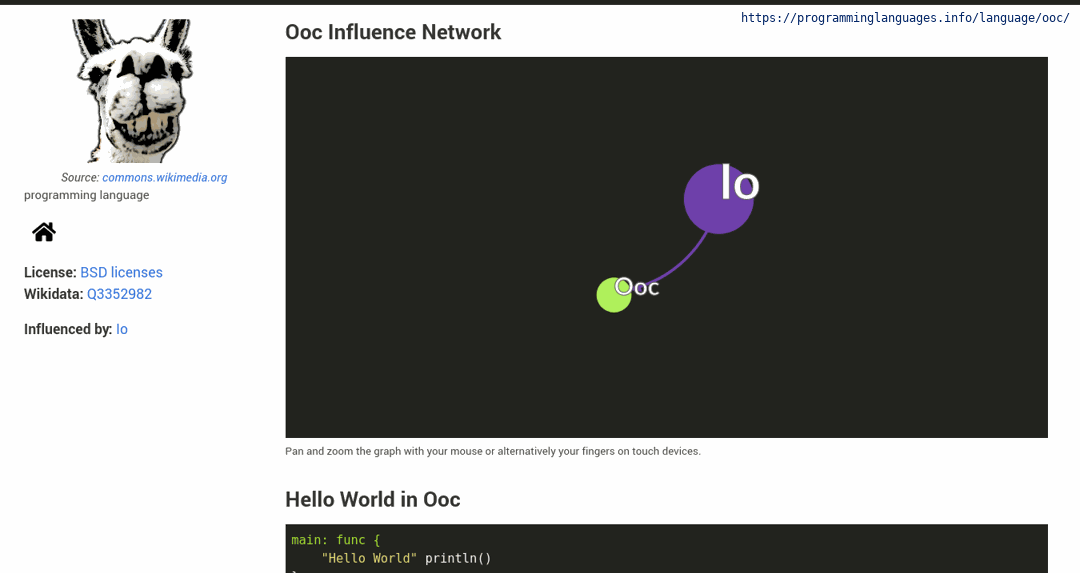 https://programminglanguages.info/language/ooc/
Source: commons.wikimedia.org
programming language
License: BSD licenses
Wikidata: Q3352982
Influenced by: Io
Ooc Influence Network
Io
Ooc
Pan and zoom the graph with your mouse or alternatively your fingers on touch devices.
Hello World in Ooc
main: func {
    "Hello World" println()